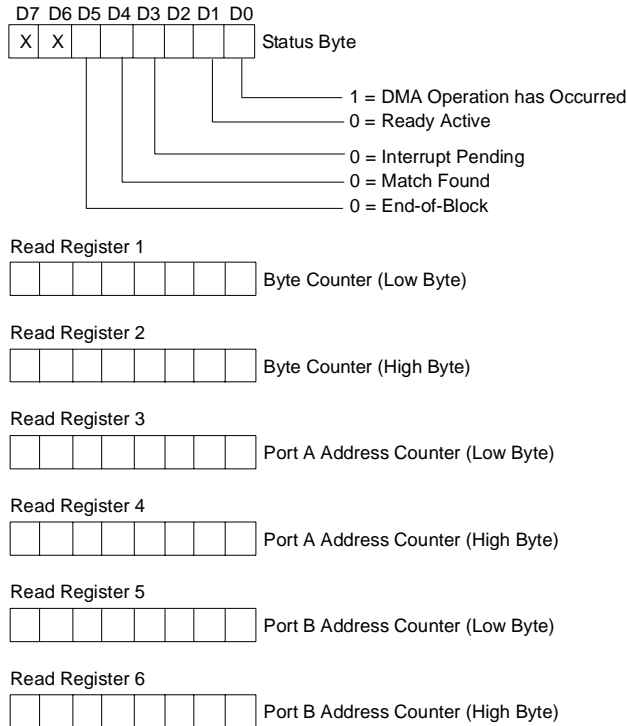 D7 D6 D5 D4 D3 D2 D1 D0
X X Status Byte
1 = DMA Operation has Occurred
0 = Ready Active
0 = Interrupt Pending
0 = Match Found
0 = End-of-Block
Read Register 1
Byte Counter (Low Byte)
Read Register 2
Byte Counter (High Byte)
Read Register 3
Port A Address Counter (Low Byte)
Read Register 4
Port A Address Counter (High Byte)
Read Register 5
Port B Address Counter (Low Byte)
Read Register 6
Port B Address Counter (High Byte)